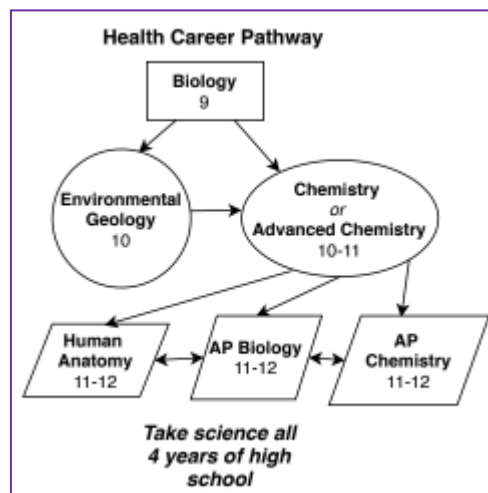 Health Career Pathway
Biology
9
Environmental
Geology
10
Chemistry
or
Advanced Chemistry
10-11
Human
Anatomy
11-12
AP Biology
11-12
AP
Chemistry
11-12
Take science all
4 years of high
school